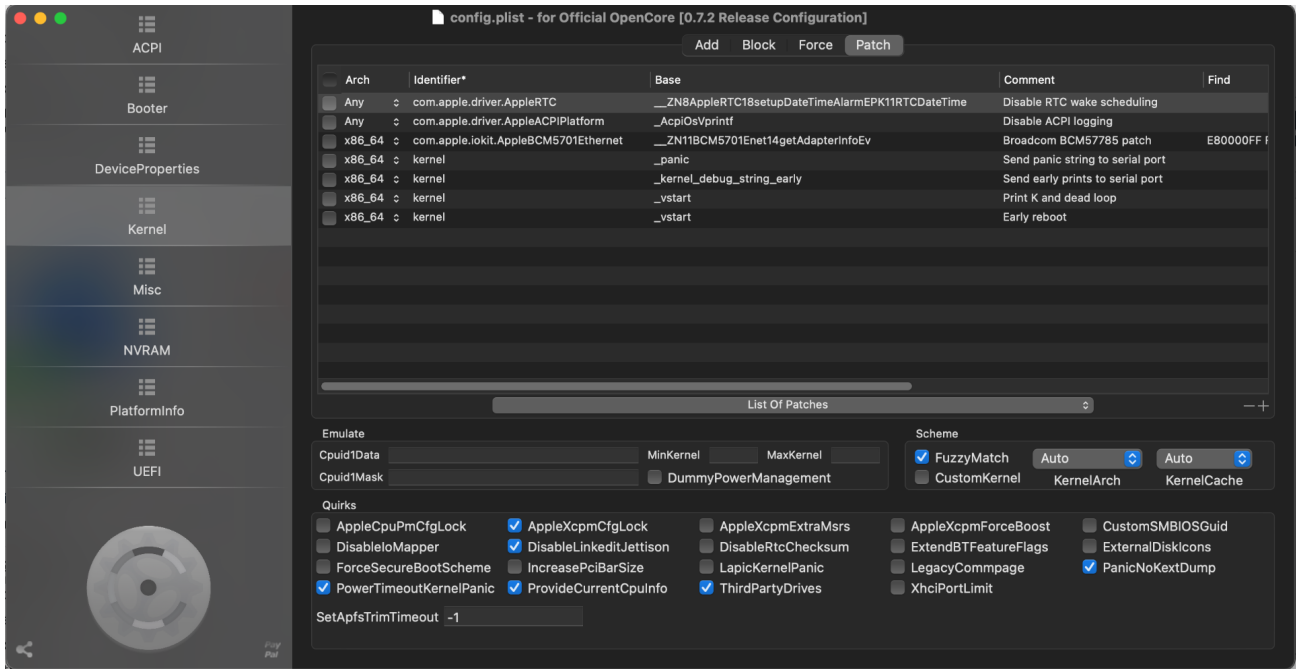 config.plist - for Official OpenCore [0.7.2 Release Configuration]
ACPI
Booter
DeviceProperties
Kernel
Misc
NVRAM
PlatformInfo
UEFI
Pay
Pal
Add Block Force Patch
Arch Identifier* Base Comment Find
Any com.apple.driver.AppleRTC __ZN8AppleRTC18setupDateTimeAlarmEPK11RTCDateTime Disable RTC wake scheduling
Any com.apple.driver.AppleACPIPlatform _AcpiOsVprintf Disable ACPI logging
x86_64 com.apple.iokit.AppleBCM5701Ethernet __ZN11BCM5701Enet14getAdapterInfoEv Broadcom BCM57785 patch E80000FF
x86_64 kernel _panic Send panic string to serial port
x86_64 kernel _kernel_debug_string_early Send early prints to serial port
x86_64 kernel _vstart Print K and dead loop
x86_64 kernel _vstart Early reboot
List Of Patches
Emulate
Cpuid1Data MinKernel MaxKernel
Cpuid1Mask DummyPowerManagement
Scheme
FuzzyMatch Auto Auto
CustomKernel KernelArch KernelCache
Quirks
AppleCpuPmCfgLock AppleXcpmCfgLock AppleXcpmExtraMsrs AppleXcpmForceBoost CustomSMBIOSGuid
DisableIoMapper DisableLinkeditJettison DisableRtcChecksum ExtendBTFeatureFlags ExternalDiskIcons
ForceSecureBootScheme IncreasePciBarSize LapicKernelPanic LegacyCommpage PanicNoKextDump
PowerTimeoutKernelPanic ProvideCurrentCpuInfo ThirdPartyDrives XhciPortLimit
SetApfsTrimTimeout -1